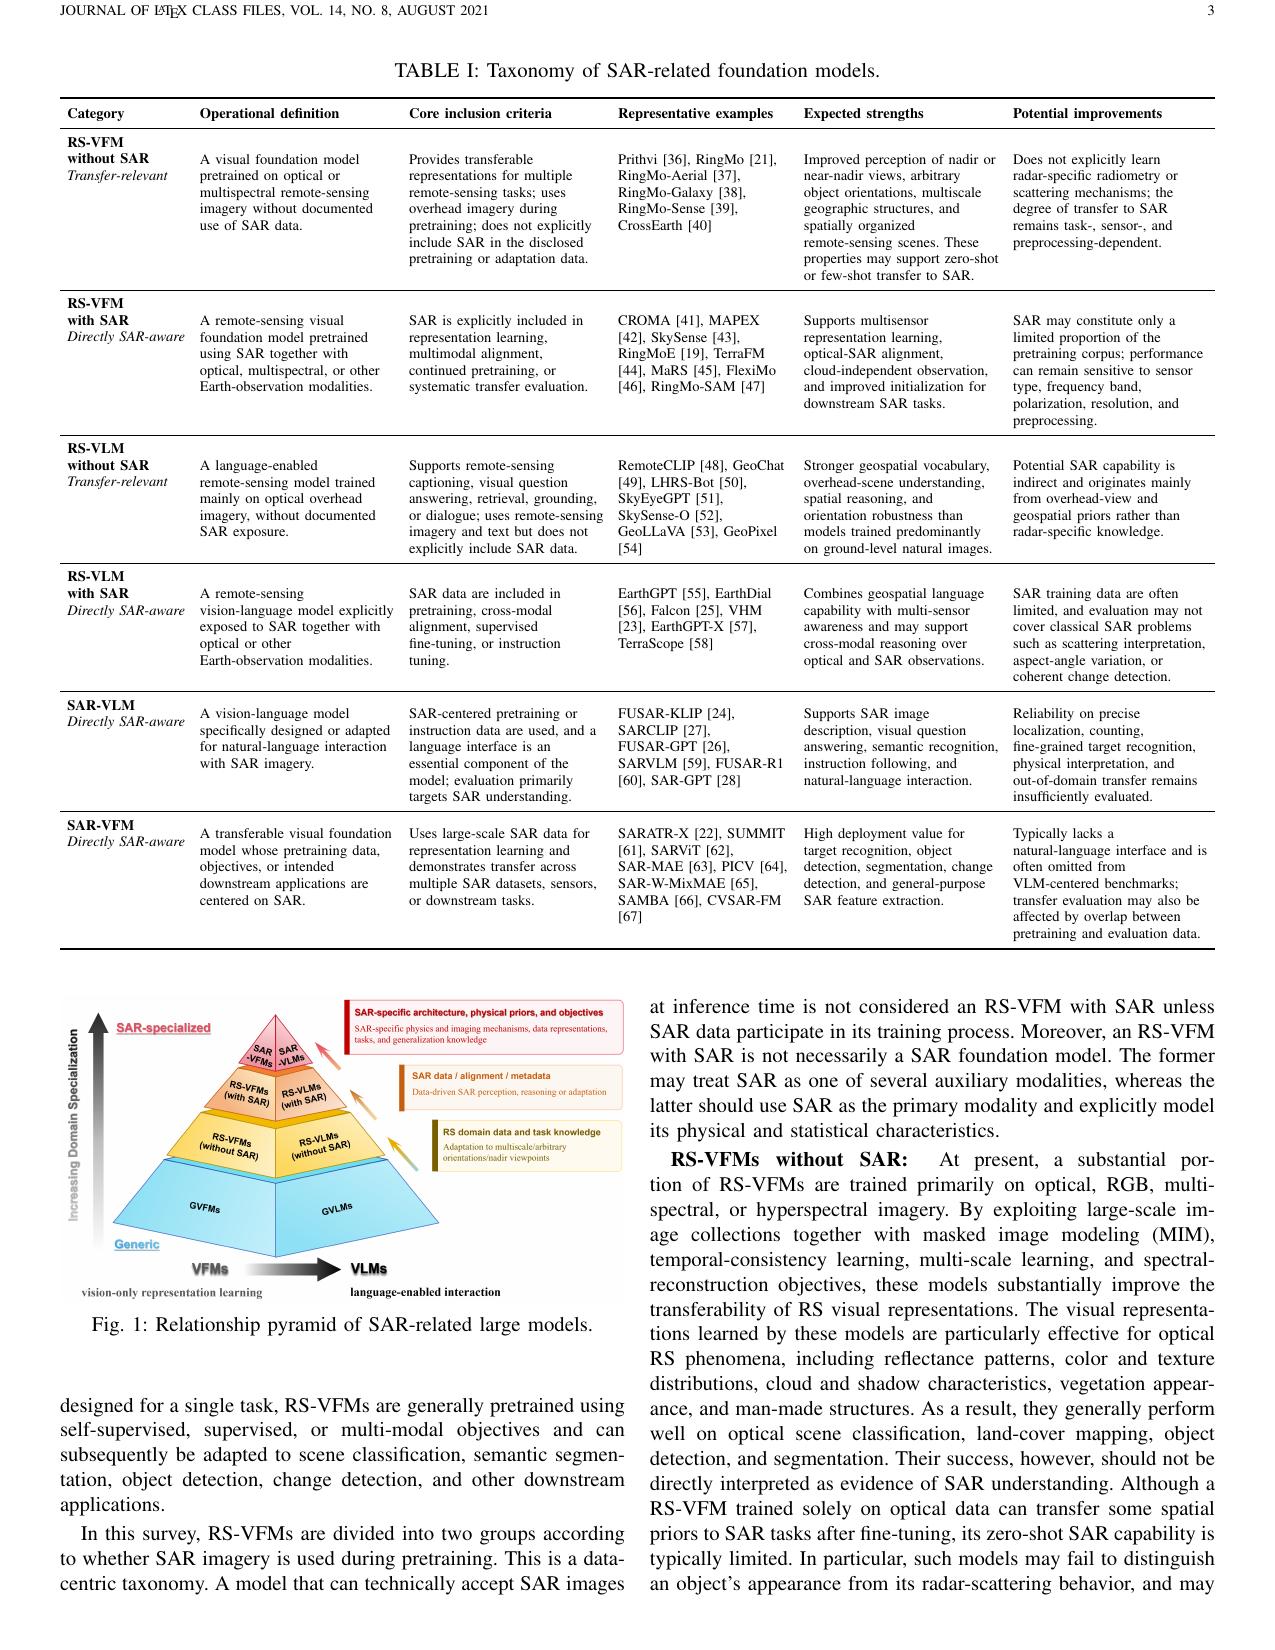 JOURNAL OF LATEX CLASS FILES, VOL. 14, NO. 8, AUGUST 2021
3
TABLE I: Taxonomy of SAR-related foundation models.
Category
Operational definition
Core inclusion criteria
Representative examples
Expected strengths
Potential improvements
RS-VFM
without SAR
Transfer-relevant
A visual foundation model
pretrained on optical or
multispectral remote-sensing
imagery without documented
use of SAR data.
Provides transferable
representations for multiple
remote-sensing tasks; uses
overhead imagery during
pretraining; does not explicitly
include SAR in the disclosed
pretraining or adaptation data.
Prithvi [36], RingMo [21],
RingMo-Aerial [37],
RingMo-Galaxy [38],
RingMo-Sense [39],
CrossEarth [40]
Improved perception of nadir or
near-nadir views, arbitrary
object orientations, multiscale
geographic structures, and
spatially organized
remote-sensing scenes. These
properties may support zero-shot
or few-shot transfer to SAR.
Does not explicitly learn
radar-specific radiometry or
scattering mechanisms; the
degree of transfer to SAR
remains task-, sensor-, and
preprocessing-dependent.
RS-VFM
with SAR
Directly SAR-aware
A remote-sensing visual
foundation model pretrained
using SAR together with
optical, multispectral, or other
Earth-observation modalities.
SAR is explicitly included in
representation learning,
multimodal alignment,
continued pretraining, or
systematic transfer evaluation.
CROMA [41], MAPEX
[42], SkySense [43],
RingMoE [19], TerraFM
[44], MaRS [45], FlexiMo
[46], RingMo-SAM [47]
Supports multisensor
representation learning,
optical-SAR alignment,
cloud-independent observation,
and improved initialization for
downstream SAR tasks.
SAR may constitute only a
limited proportion of the
pretraining corpus; performance
can remain sensitive to sensor
type, frequency band,
polarization, resolution, and
preprocessing.
RS-VLM
without SAR
Transfer-relevant
A language-enabled
remote-sensing model trained
mainly on optical overhead
imagery, without documented
SAR exposure.
Supports remote-sensing
captioning, visual question
answering, retrieval, grounding,
or dialogue; uses remote-sensing
imagery and text but does not
explicitly include SAR data.
RemoteCLIP [48], GeoChat
[49], LHRS-Bot [50],
SkyEyeGPT [51],
SkySense-O [52],
GeoLLaVA [53], GeoPixel
[54]
Stronger geospatial vocabulary,
overhead-scene understanding,
spatial reasoning, and
orientation robustness than
models trained predominantly
on ground-level natural images.
Potential SAR capability is
indirect and originates mainly
from overhead-view and
geospatial priors rather than
radar-specific knowledge.
RS-VLM
with SAR
Directly SAR-aware
A remote-sensing
vision-language model explicitly
exposed to SAR together with
optical or other
Earth-observation modalities.
SAR data are included in
pretraining, cross-modal
alignment, supervised
fine-tuning, or instruction
tuning.
EarthGPT [55], EarthDial
[56], Falcon [25], VHM
[23], EarthGPT-X [57],
TerraScope [58]
Combines geospatial language
capability with multi-sensor
awareness and may support
cross-modal reasoning over
optical and SAR observations.
SAR training data are often
limited, and evaluation may not
cover classical SAR problems
such as scattering interpretation,
aspect-angle variation, or
coherent change detection.
SAR-VLM
Directly SAR-aware
A vision-language model
specifically designed or adapted
for natural-language interaction
with SAR imagery.
SAR-centered pretraining or
instruction data are used, and a
language interface is an
essential component of the
model; evaluation primarily
targets SAR understanding.
FUSAR-KLIP [24],
SARCLIP [27],
FUSAR-GPT [26],
SARVLM [59], FUSAR-R1
[60], SAR-GPT [28]
Supports SAR image
description, visual question
answering, semantic recognition,
instruction following, and
natural-language interaction.
Reliability on precise
localization, counting,
fine-grained target recognition,
physical interpretation, and
out-of-domain transfer remains
insufficiently evaluated.
SAR-VFM
Directly SAR-aware
A transferable visual foundation
model whose pretraining data,
objectives, or intended
downstream applications are
centered on SAR.
Uses large-scale SAR data for
representation learning and
demonstrates transfer across
multiple SAR datasets, sensors,
or downstream tasks.
SARATR-X [22], SUMMIT
[61], SARViT [62],
SAR-MAE [63], PICV [64],
SAR-W-MixMAE [65],
SAMBA [66], CVSAR-FM
[67]
High deployment value for
target recognition, object
detection, segmentation, change
detection, and general-purpose
SAR feature extraction.
Typically lacks a
natural-language interface and is
often omitted from
VLM-centered benchmarks;
transfer evaluation may also be
affected by overlap between
pretraining and evaluation data.
Increasing Domain Specialization
SAR-specialized
SAR-specific architecture, physical priors, and objectives
SAR-specific physics and imaging mechanisms, data representations,
tasks, and generalization knowledge
SAR
-VFMs
SAR
-VLMs
SAR data / alignment / metadata
Data-driven SAR perception, reasoning or adaptation
RS-VFMs
(with SAR)
RS-VLMs
(with SAR)
RS domain data and task knowledge
Adaptation to multiscale/arbitrary
orientations/nadir viewpoints
RS-VFMs
(without SAR)
RS-VLMs
(without SAR)
GVFMs
GVLMs
Generic
VFMs
VLMs
vision-only representation learning
language-enabled interaction
Fig. 1: Relationship pyramid of SAR-related large models.
designed for a single task, RS-VFMs are generally pretrained using
self-supervised, supervised, or multi-modal objectives and can
subsequently be adapted to scene classification, semantic segmen-
tation, object detection, change detection, and other downstream
applications.
In this survey, RS-VFMs are divided into two groups according
to whether SAR imagery is used during pretraining. This is a data-
centric taxonomy. A model that can technically accept SAR images
at inference time is not considered an RS-VFM with SAR unless
SAR data participate in its training process. Moreover, an RS-VFM
with SAR is not necessarily a SAR foundation model. The former
may treat SAR as one of several auxiliary modalities, whereas the
latter should use SAR as the primary modality and explicitly model
its physical and statistical characteristics.
RS-VFMs without SAR: At present, a substantial por-
tion of RS-VFMs are trained primarily on optical, RGB, multi-
spectral, or hyperspectral imagery. By exploiting large-scale im-
age collections together with masked image modeling (MIM),
temporal-consistency learning, multi-scale learning, and spectral-
reconstruction objectives, these models substantially improve the
transferability of RS visual representations. The visual representa-
tions learned by these models are particularly effective for optical
RS phenomena, including reflectance patterns, color and texture
distributions, cloud and shadow characteristics, vegetation appear-
ance, and man-made structures. As a result, they generally perform
well on optical scene classification, land-cover mapping, object
detection, and segmentation. Their success, however, should not be
directly interpreted as evidence of SAR understanding. Although a
RS-VFM trained solely on optical data can transfer some spatial
priors to SAR tasks after fine-tuning, its zero-shot SAR capability is
typically limited. In particular, such models may fail to distinguish
an object's appearance from its radar-scattering behavior, and may